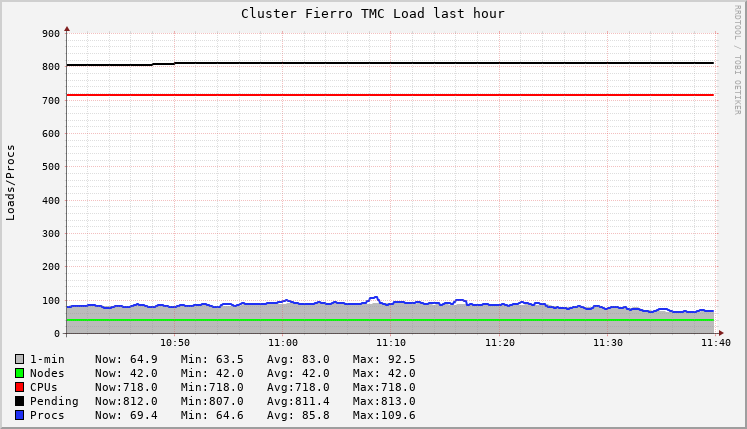 Cluster Fierro TMC Load last hour
RRDTOOL / TOBI OETIKER
Loads/Procs
900
800
700
600
500
400
300
200
100
0
10:50 11:00 11:10 11:20 11:30 11:40
1-min Now: 64.9 Min: 63.5 Avg: 83.0 Max: 92.5
Nodes Now: 42.0 Min: 42.0 Avg: 42.0 Max: 42.0
CPUs Now:718.0 Min:718.0 Avg:718.0 Max:718.0
Pending Now:812.0 Min:807.0 Avg:811.4 Max:813.0
Procs Now: 69.4 Min: 64.6 Avg: 85.8 Max:109.6